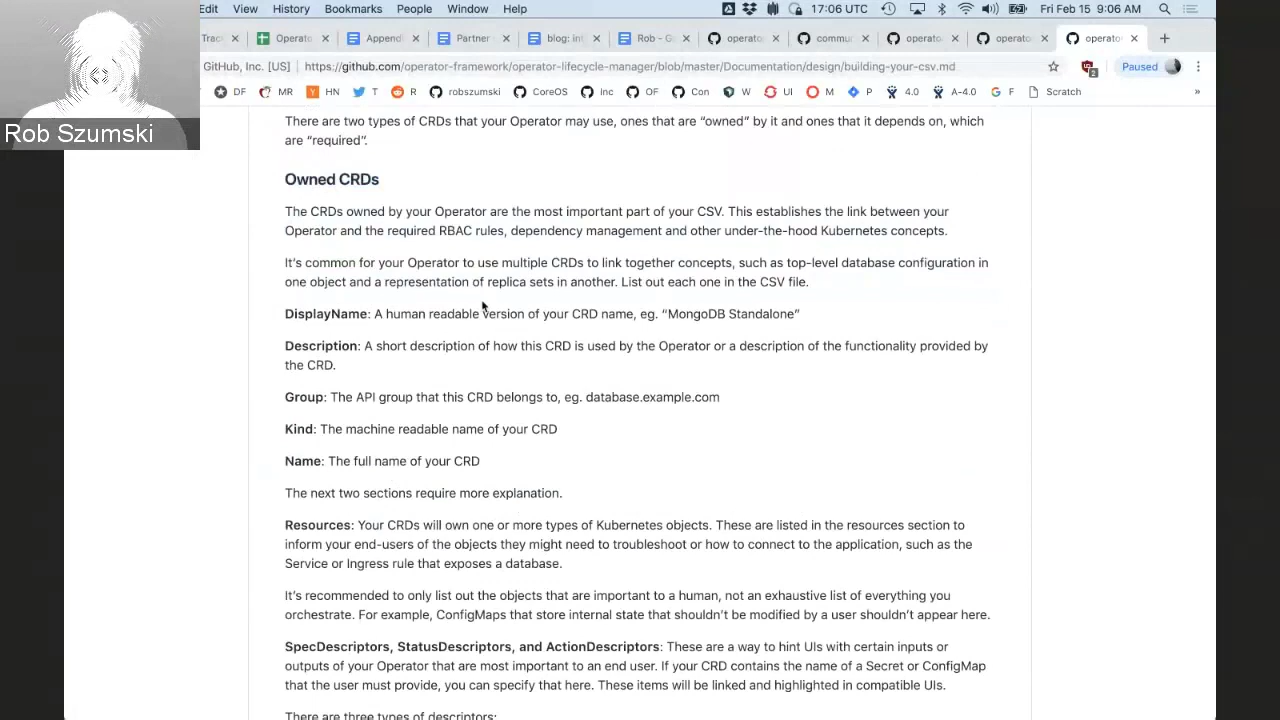 Edit View History Bookmarks People Window Help 17:06 UTC Fri Feb 15 9:06 AM
Operato Append Partner blog: in Rob - G operato commu operato operato operato
GitHub, Inc. [US] https://github.com/operator-framework/operator-lifecycle-manager/blob/master/Documentation/design/building-your-csv.md 2 Paused
DF MR HN T R robszumski CoreOS Inc OF Con W UI M P 4.0 A-4.0 F Scratch »
Rob Szumski
There are two types of CRDs that your Operator may use, ones that are “owned” by it and ones that it depends on, which
are “required”.
Owned CRDs
The CRDs owned by your Operator are the most important part of your CSV. This establishes the link between your
Operator and the required RBAC rules, dependency management and other under-the-hood Kubernetes concepts.
It’s common for your Operator to use multiple CRDs to link together concepts, such as top-level database configuration in
one object and a representation of replica sets in another. List out each one in the CSV file.
DisplayName: A human readable version of your CRD name, eg. “MongoDB Standalone”
Description: A short description of how this CRD is used by the Operator or a description of the functionality provided by
the CRD.
Group: The API group that this CRD belongs to, eg. database.example.com
Kind: The machine readable name of your CRD
Name: The full name of your CRD
The next two sections require more explanation.
Resources: Your CRDs will own one or more types of Kubernetes objects. These are listed in the resources section to
inform your end-users of the objects they might need to troubleshoot or how to connect to the application, such as the
Service or Ingress rule that exposes a database.
It’s recommended to only list out the objects that are important to a human, not an exhaustive list of everything you
orchestrate. For example, ConfigMaps that store internal state that shouldn’t be modified by a user shouldn’t appear here.
SpecDescriptors, StatusDescriptors, and ActionDescriptors: These are a way to hint UIs with certain inputs or
outputs of your Operator that are most important to an end user. If your CRD contains the name of a Secret or ConfigMap
that the user must provide, you can specify that here. These items will be linked and highlighted in compatible UIs.
There are three types of descriptors: